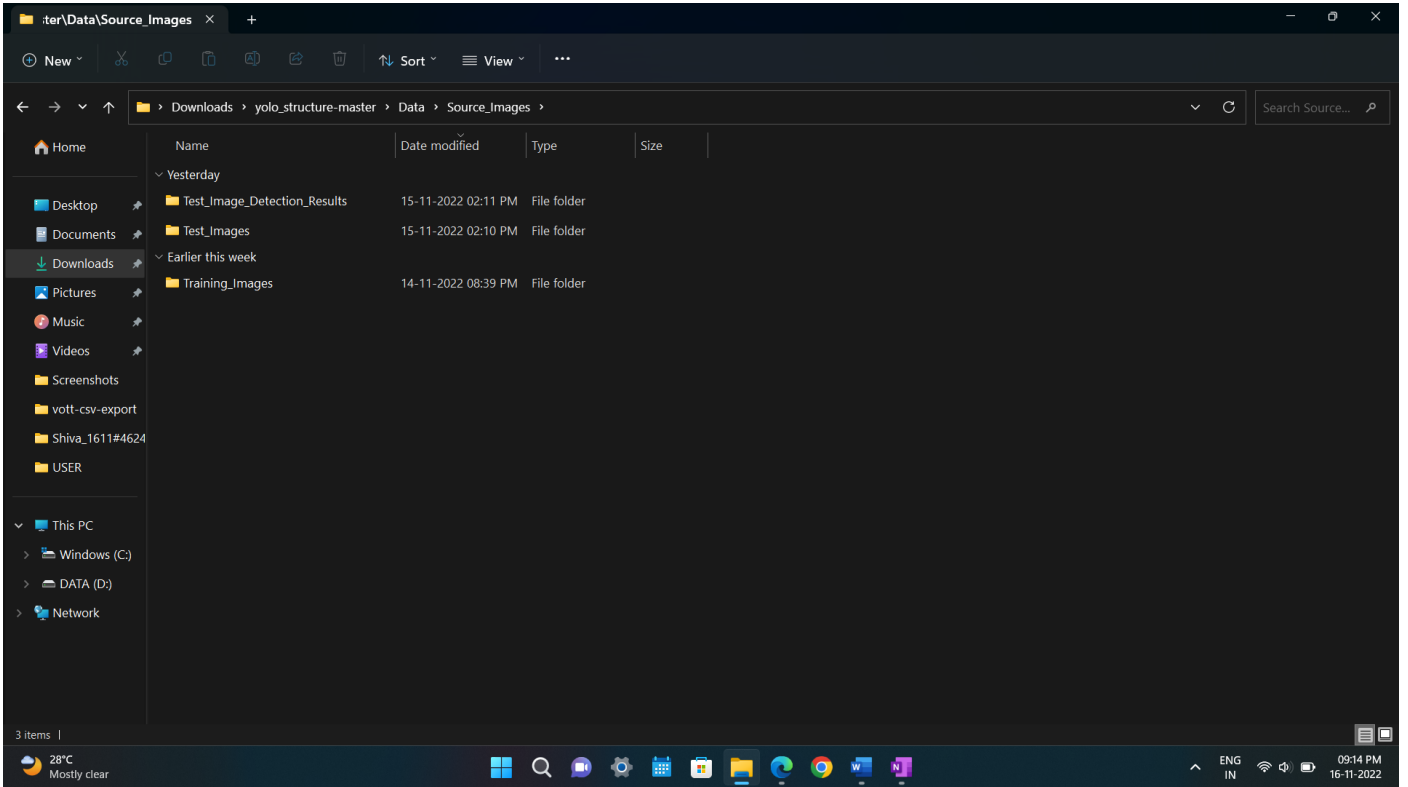 ter\Data\Source_Images
New
Sort
View
Downloads
yolo_structure-master
Data
Source_Images
Search Source...
Home
Desktop
Documents
Downloads
Pictures
Music
Videos
Screenshots
vott-csv-export
Shiva_1611#4624
USER
This PC
Windows (C:)
DATA (D:)
Network
Name Date modified Type Size
Yesterday
Test_Image_Detection_Results 15-11-2022 02:11 PM File folder
Test_Images 15-11-2022 02:10 PM File folder
Earlier this week
Training_Images 14-11-2022 08:39 PM File folder
3 items
28°C
Mostly clear
ENG
IN
09:14 PM
16-11-2022